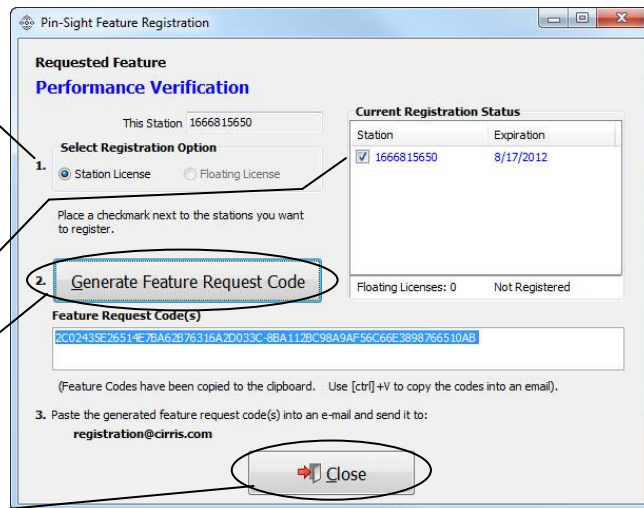 Pin-Sight Feature Registration
Requested Feature
Performance Verification
This Station 1666815650
1. Select Registration Option
Station License Floating License
Place a checkmark next to the stations you want
to register.
Current Registration Status
Station Expiration
1666815650 8/17/2012
Floating Licenses: 0 Not Registered
2. Generate Feature Request Code
Feature Request Code(s)
2C02435E26514E7BA62B76316A2D033C-8BA112BC98A9AF56C66E3898766510AB
(Feature Codes have been copied to the clipboard. Use [ctrl]+V to copy the codes into an email).
3. Paste the generated feature request code(s) into an e-mail and send it to:
registration@cirris.com
Close